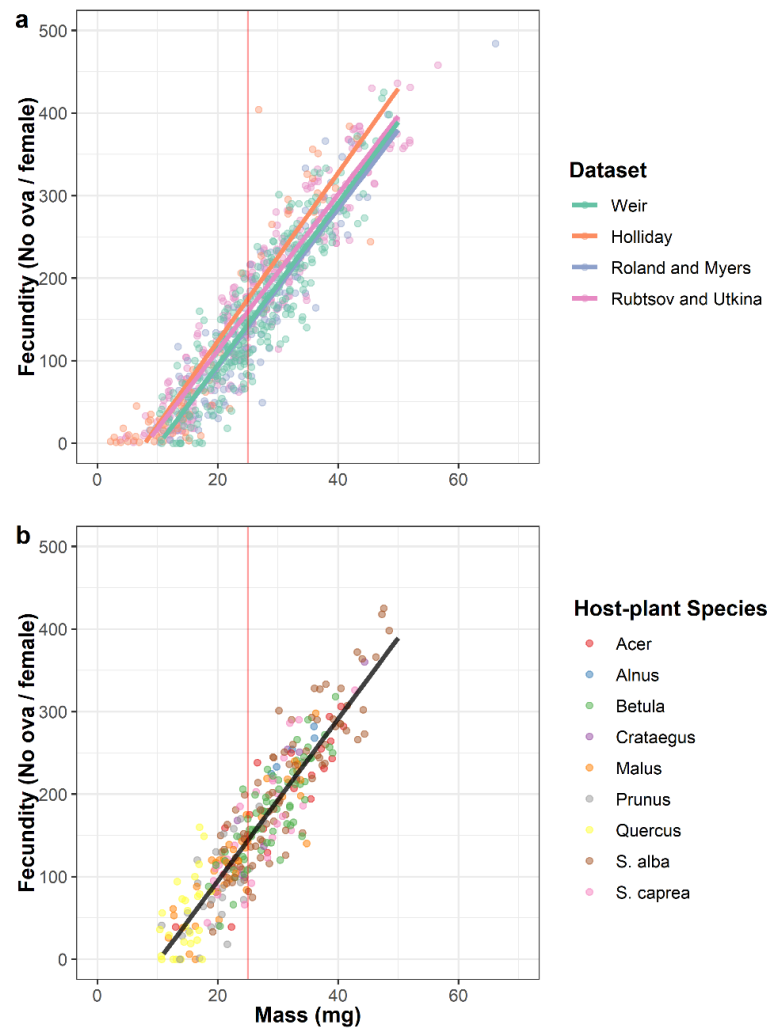 a
500
400
300
200
100
0
Fecundity (No ova / female)
0 20 40 60
Dataset
Weir
Holliday
Roland and Myers
Rubtsov and Utkina
b
500
400
300
200
100
0
Fecundity (No ova / female)
0 20 40 60
Mass (mg)
Host-plant Species
Acer
Alnus
Betula
Crataegus
Malus
Prunus
Quercus
S. alba
S. caprea